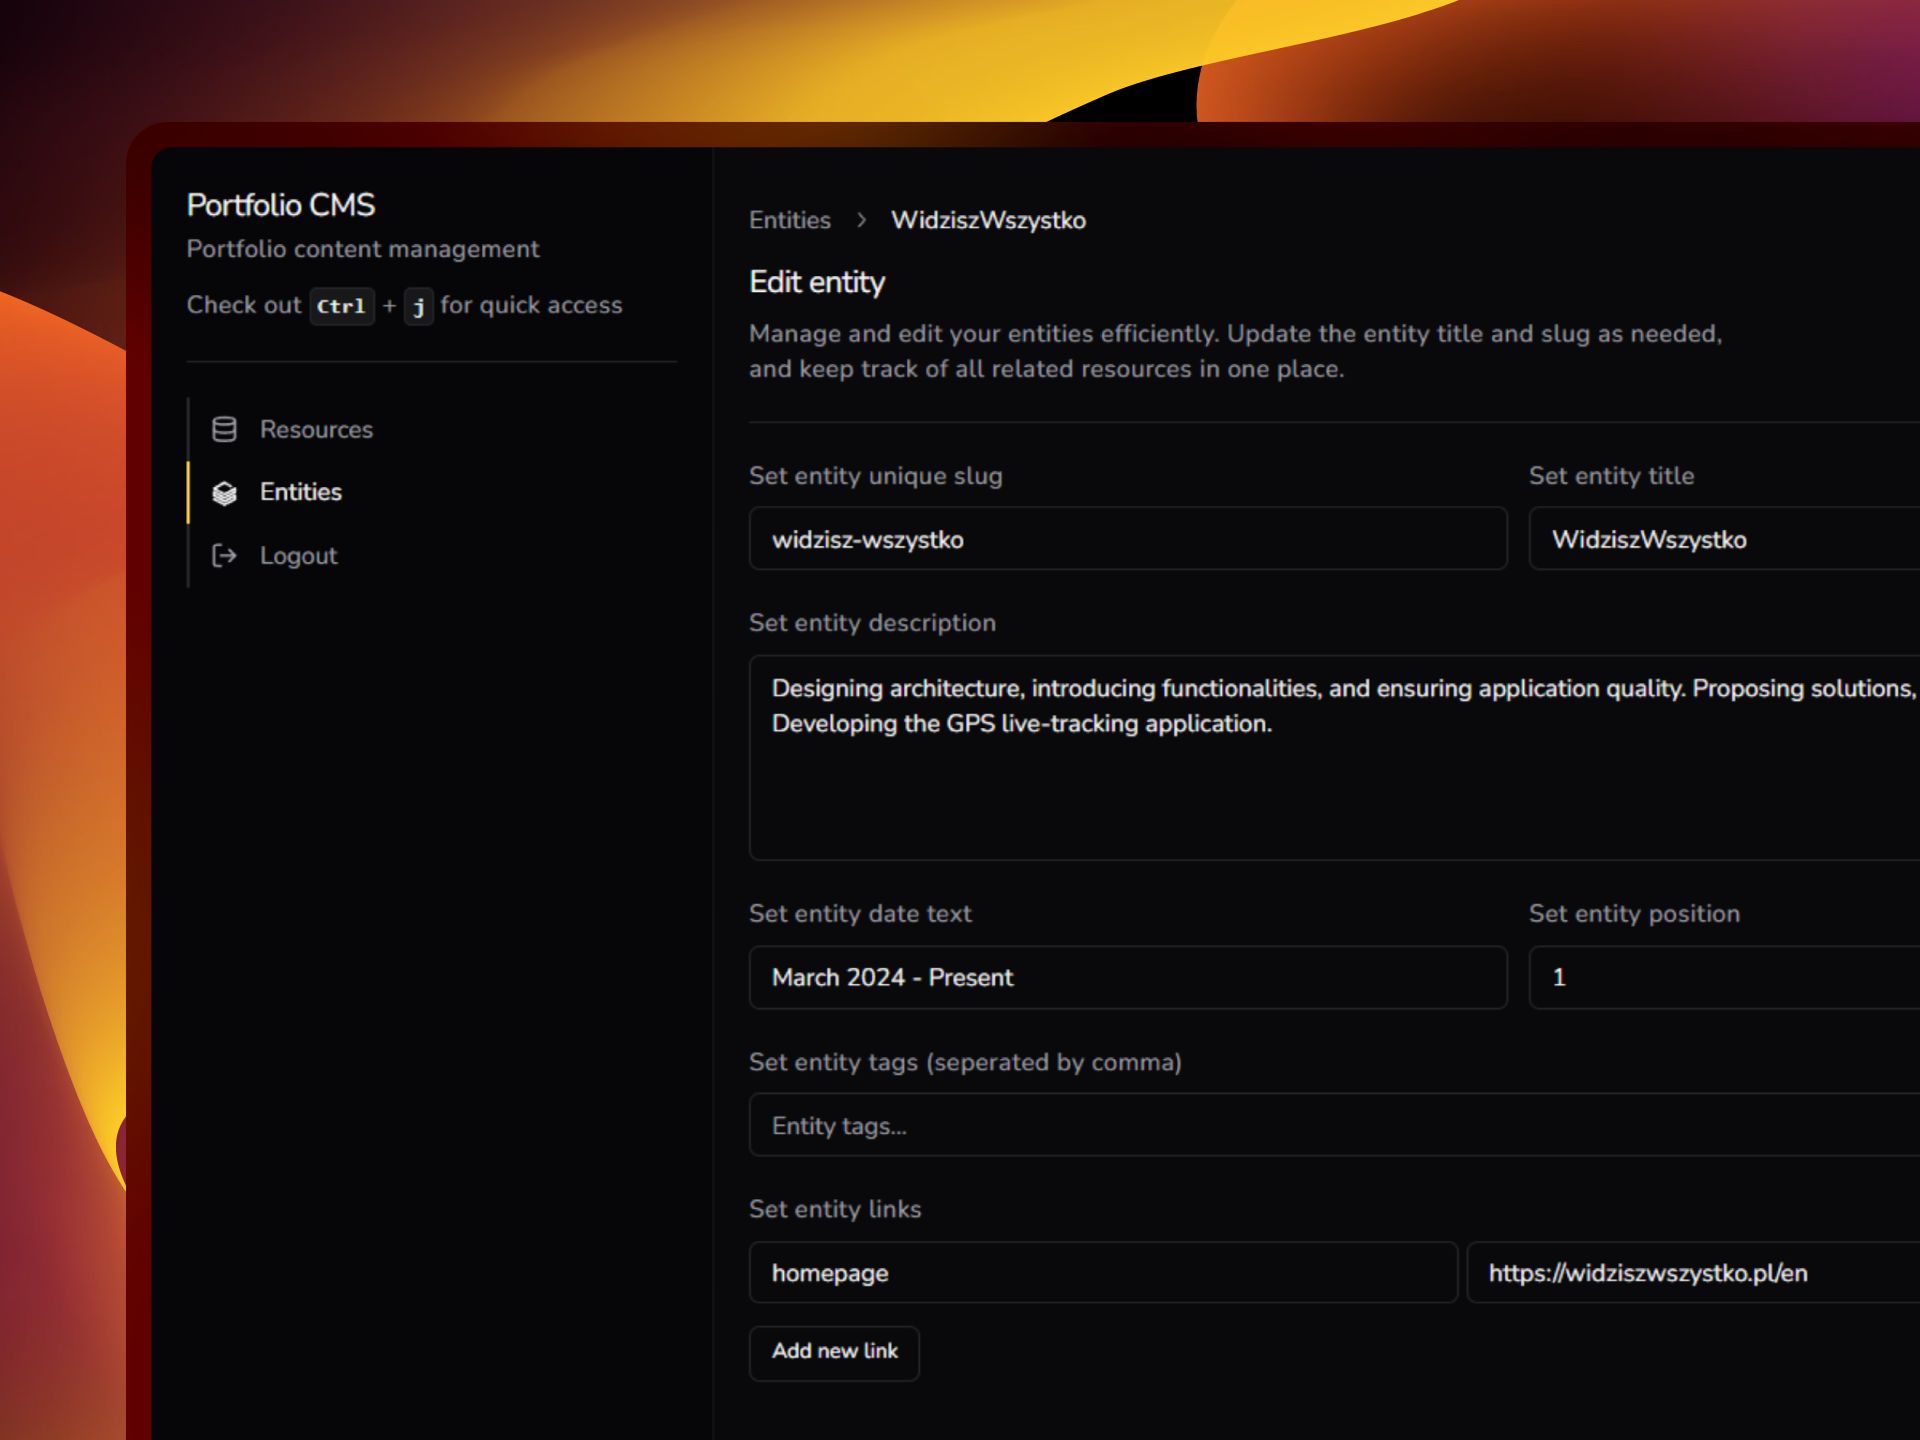 Portfolio CMS
Portfolio content management
Check out Ctrl + j for quick access
Resources
Entities
Logout
Entities > WidziszWszystko
Edit entity
Manage and edit your entities efficiently. Update the entity title and slug as needed,
and keep track of all related resources in one place.
Set entity unique slug
widzisz-wszystko
Set entity title
WidziszWszystko
Set entity description
Designing architecture, introducing functionalities, and ensuring application quality. Proposing solutions,
Developing the GPS live-tracking application.
Set entity date text
March 2024 - Present
Set entity position
1
Set entity tags (seperated by comma)
Entity tags...
Set entity links
homepage
https://widziszwszystko.pl/en
Add new link